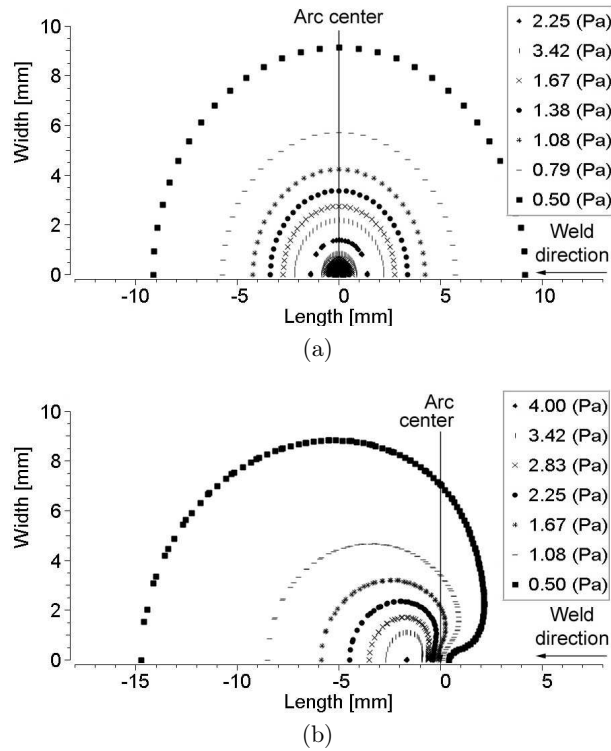 Arc center
10
8
6
4
2
0
Width [mm]
-10
-5
0
5
10
Length [mm]
2.25 (Pa)
3.42 (Pa)
1.67 (Pa)
1.38 (Pa)
1.08 (Pa)
0.79 (Pa)
0.50 (Pa)
Weld
direction
(a)
Arc
center
10
8
6
4
2
0
Width [mm]
-15
-10
-5
0
5
Length [mm]
4.00 (Pa)
3.42 (Pa)
2.83 (Pa)
2.25 (Pa)
1.67 (Pa)
1.08 (Pa)
0.50 (Pa)
Weld
direction
(b)